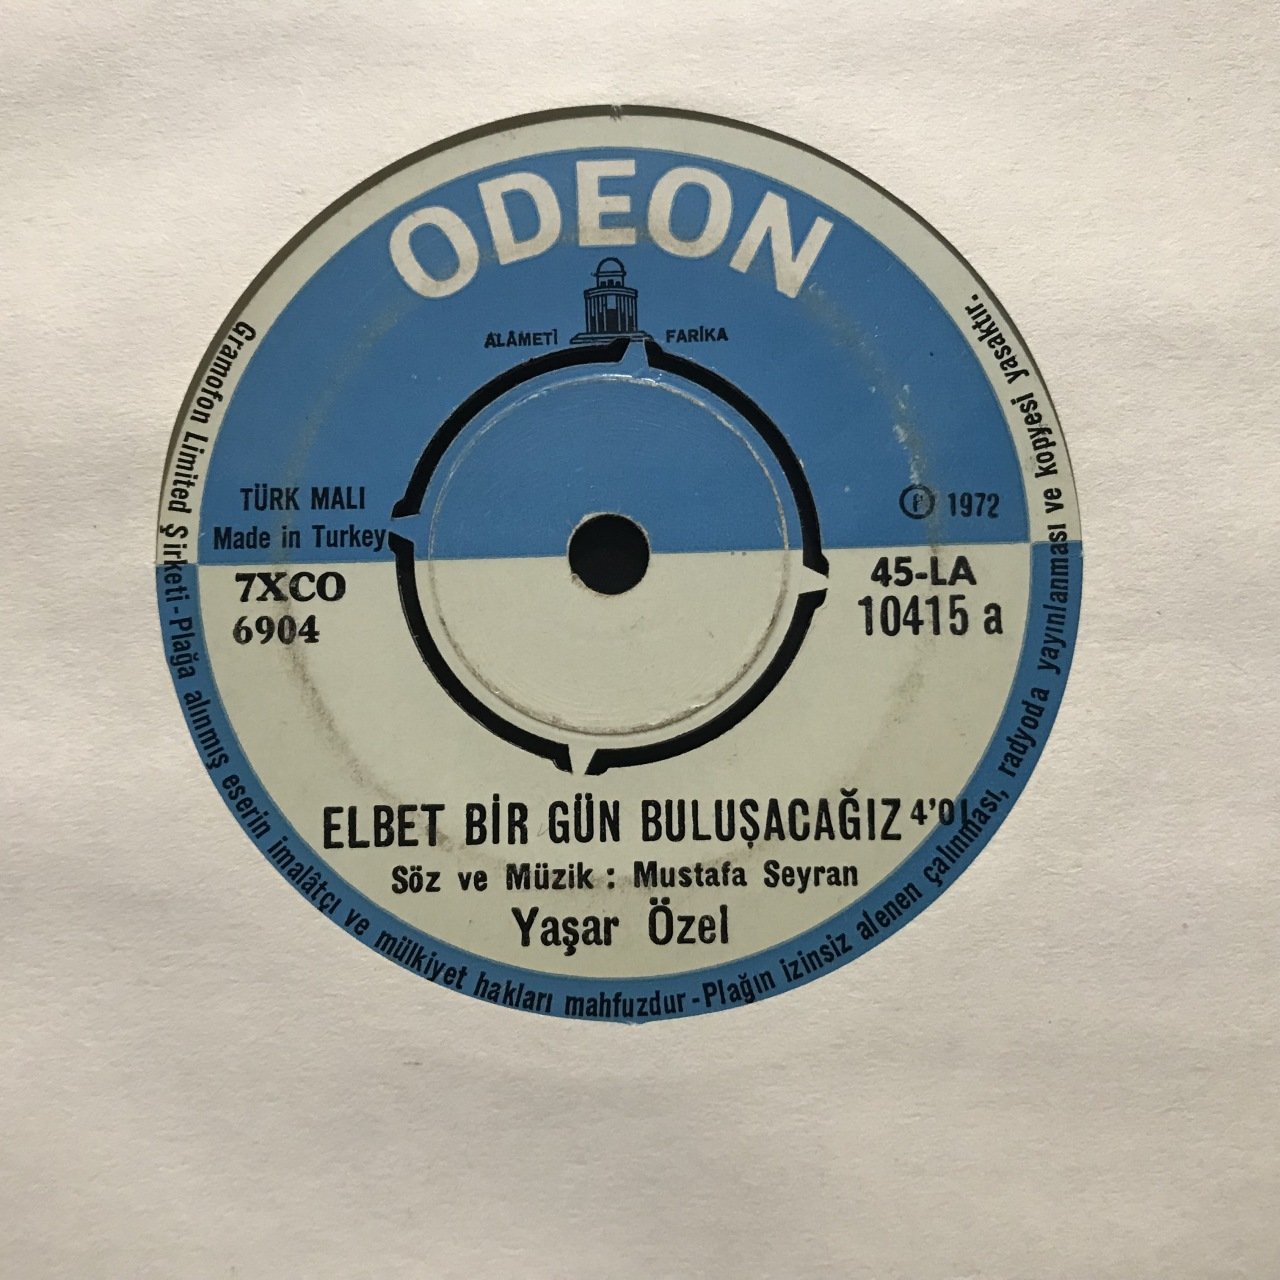 ODEON
ALÂMETİ FARİKA
TÜRK MALI
Made in Turkey
℗ 1972
7XCO
6904
45-LA
10415 a
ELBET BİR GÜN BULUŞACAĞIZ 4'01
Söz ve Müzik : Mustafa Seyran
Yaşar Özel
Gramofon Limited Şirketi - Plağa alınmış eserin imalâtçı ve mülkiyet hakları mahfuzdur - Plağın izinsiz alenen çalınması, radyoda yayınlanması ve kopyesi yasaktır.